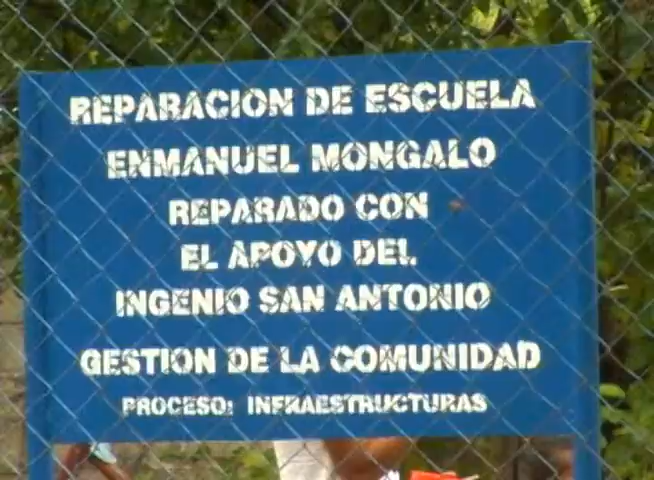 REPARACION DE ESCUELA
ENMANUEL MONGALO
REPARADO CON
EL APOYO DEL
INGENIO SAN ANTONIO
GESTION DE LA COMUNIDAD
PROCESO: INFRAESTRUCTURAS